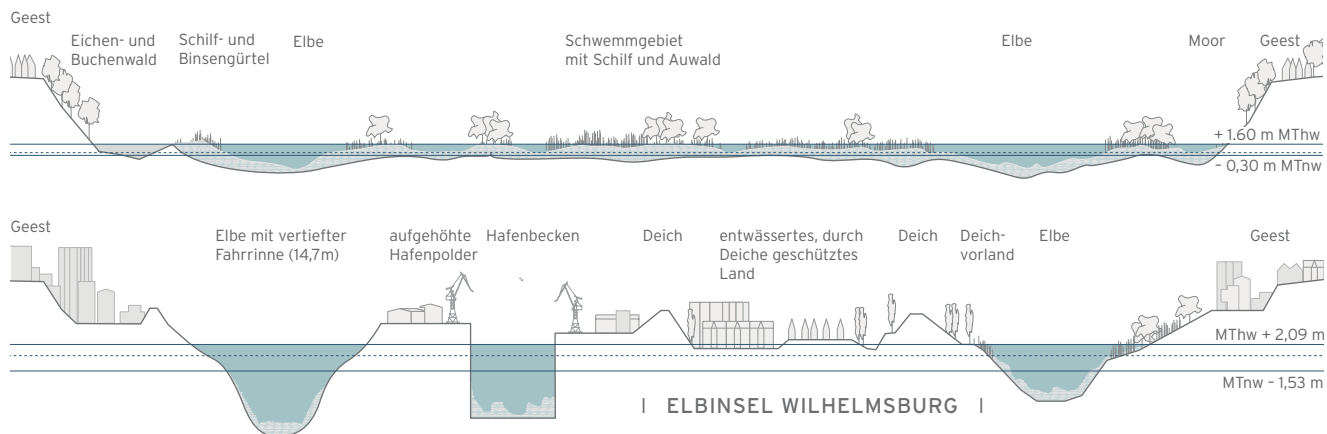 Geest
Eichen- und
Buchenwald
Schilf- und
Binsengürtel
Elbe
Schwemmgebiet
mit Schilf und Auwald
Elbe
Moor
Geest
+ 1.60 m MThw
– 0,30 m MTnw
Geest
Elbe mit vertiefter
Fahrrinne (14,7m)
aufgehöhte
Hafenpolder
Hafenbecken
Deich
entwässertes, durch
Deiche geschütztes
Land
Deich
Deich-
vorland
Elbe
Geest
MThw + 2,09 m
MTnw – 1,53 m
| ELBINSEL WILHELMSBURG |